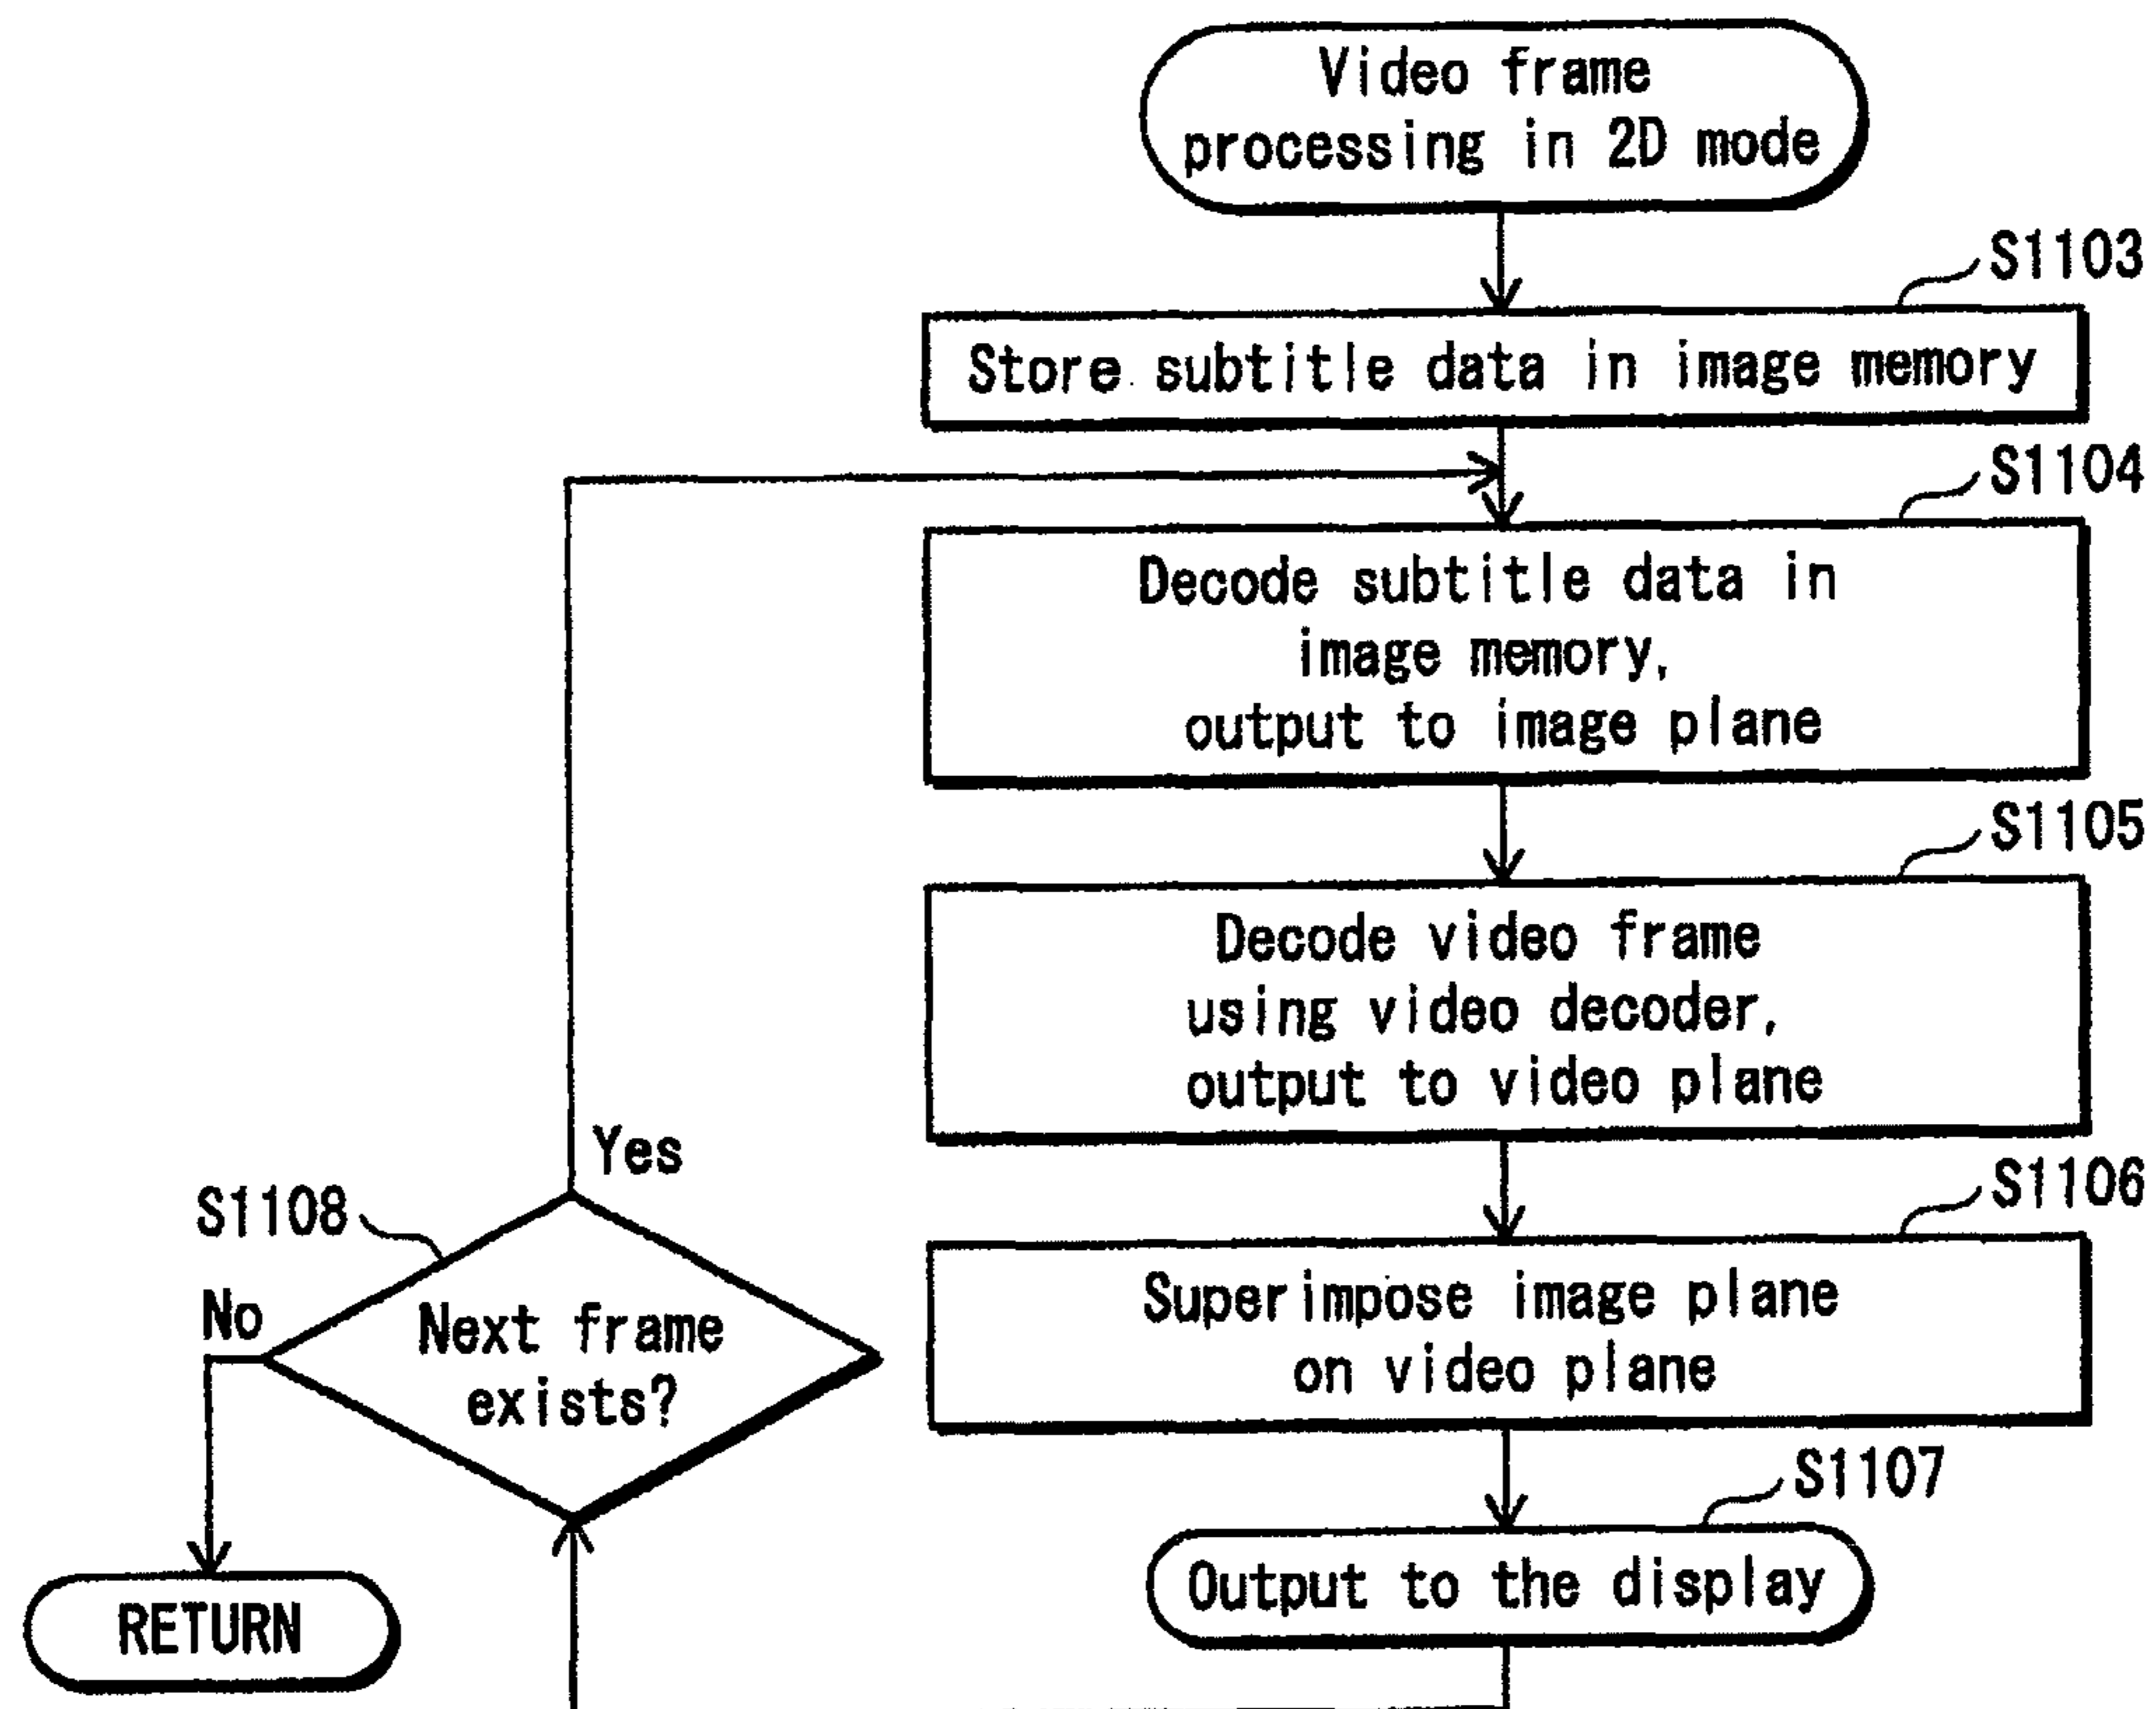 Video frame
processing in 2D mode
S1103
Store subtitle data in image memory
S1104
Decode subtitle data in
image memory,
output to image plane
S1105
Decode video frame
using video decoder,
output to video plane
S1106
Superimpose image plane
on video plane
S1107
Output to the display
S1108
Yes
No
Next frame
exists?
RETURN